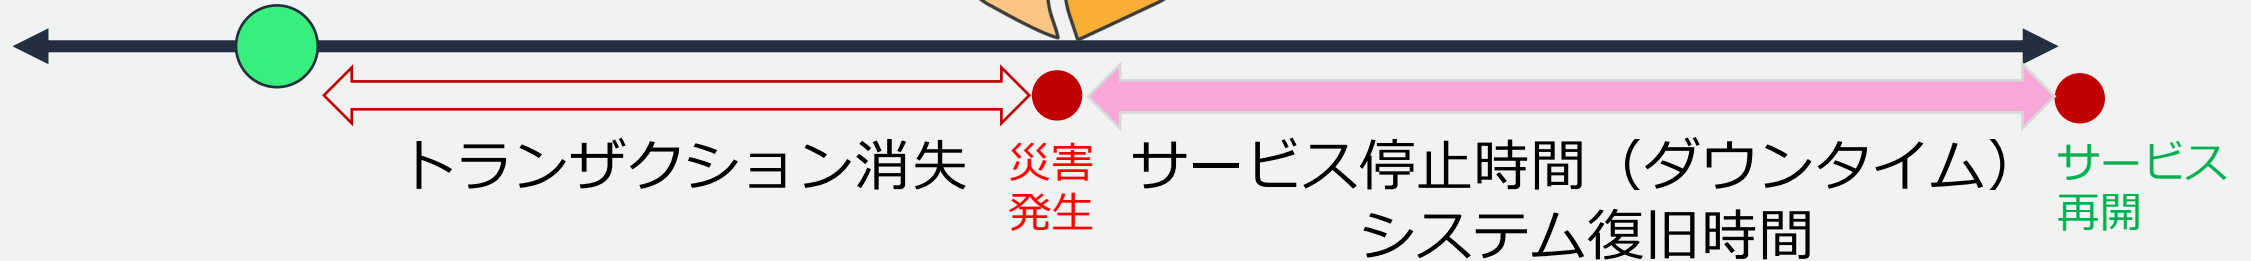 トランザクション消失
災害
発生
サービス停止時間（ダウンタイム）
システム復旧時間
サービス
再開